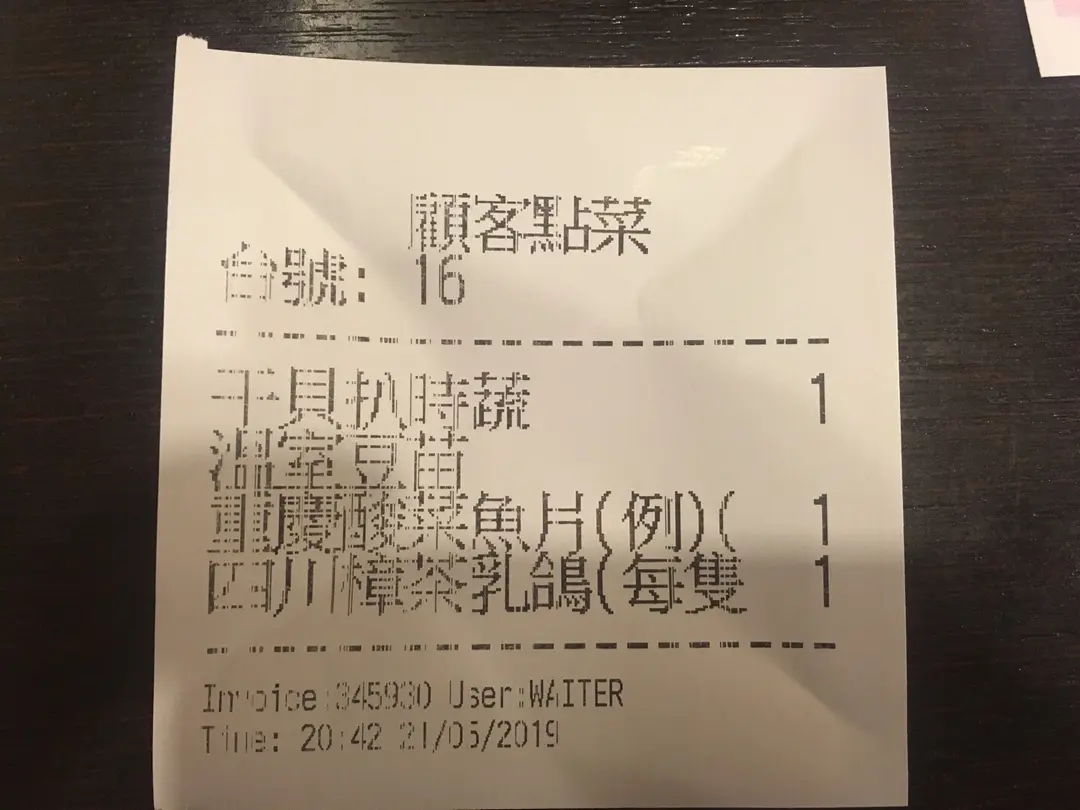 顧客點菜
台號: 16
干貝扒時蔬 1
溫室豆苗
重慶酸菜魚片(例)( 1
四川樟茶乳鴿(每隻 1
Invoice:345930 User:WAITER
Time: 20:42 21/05/2019